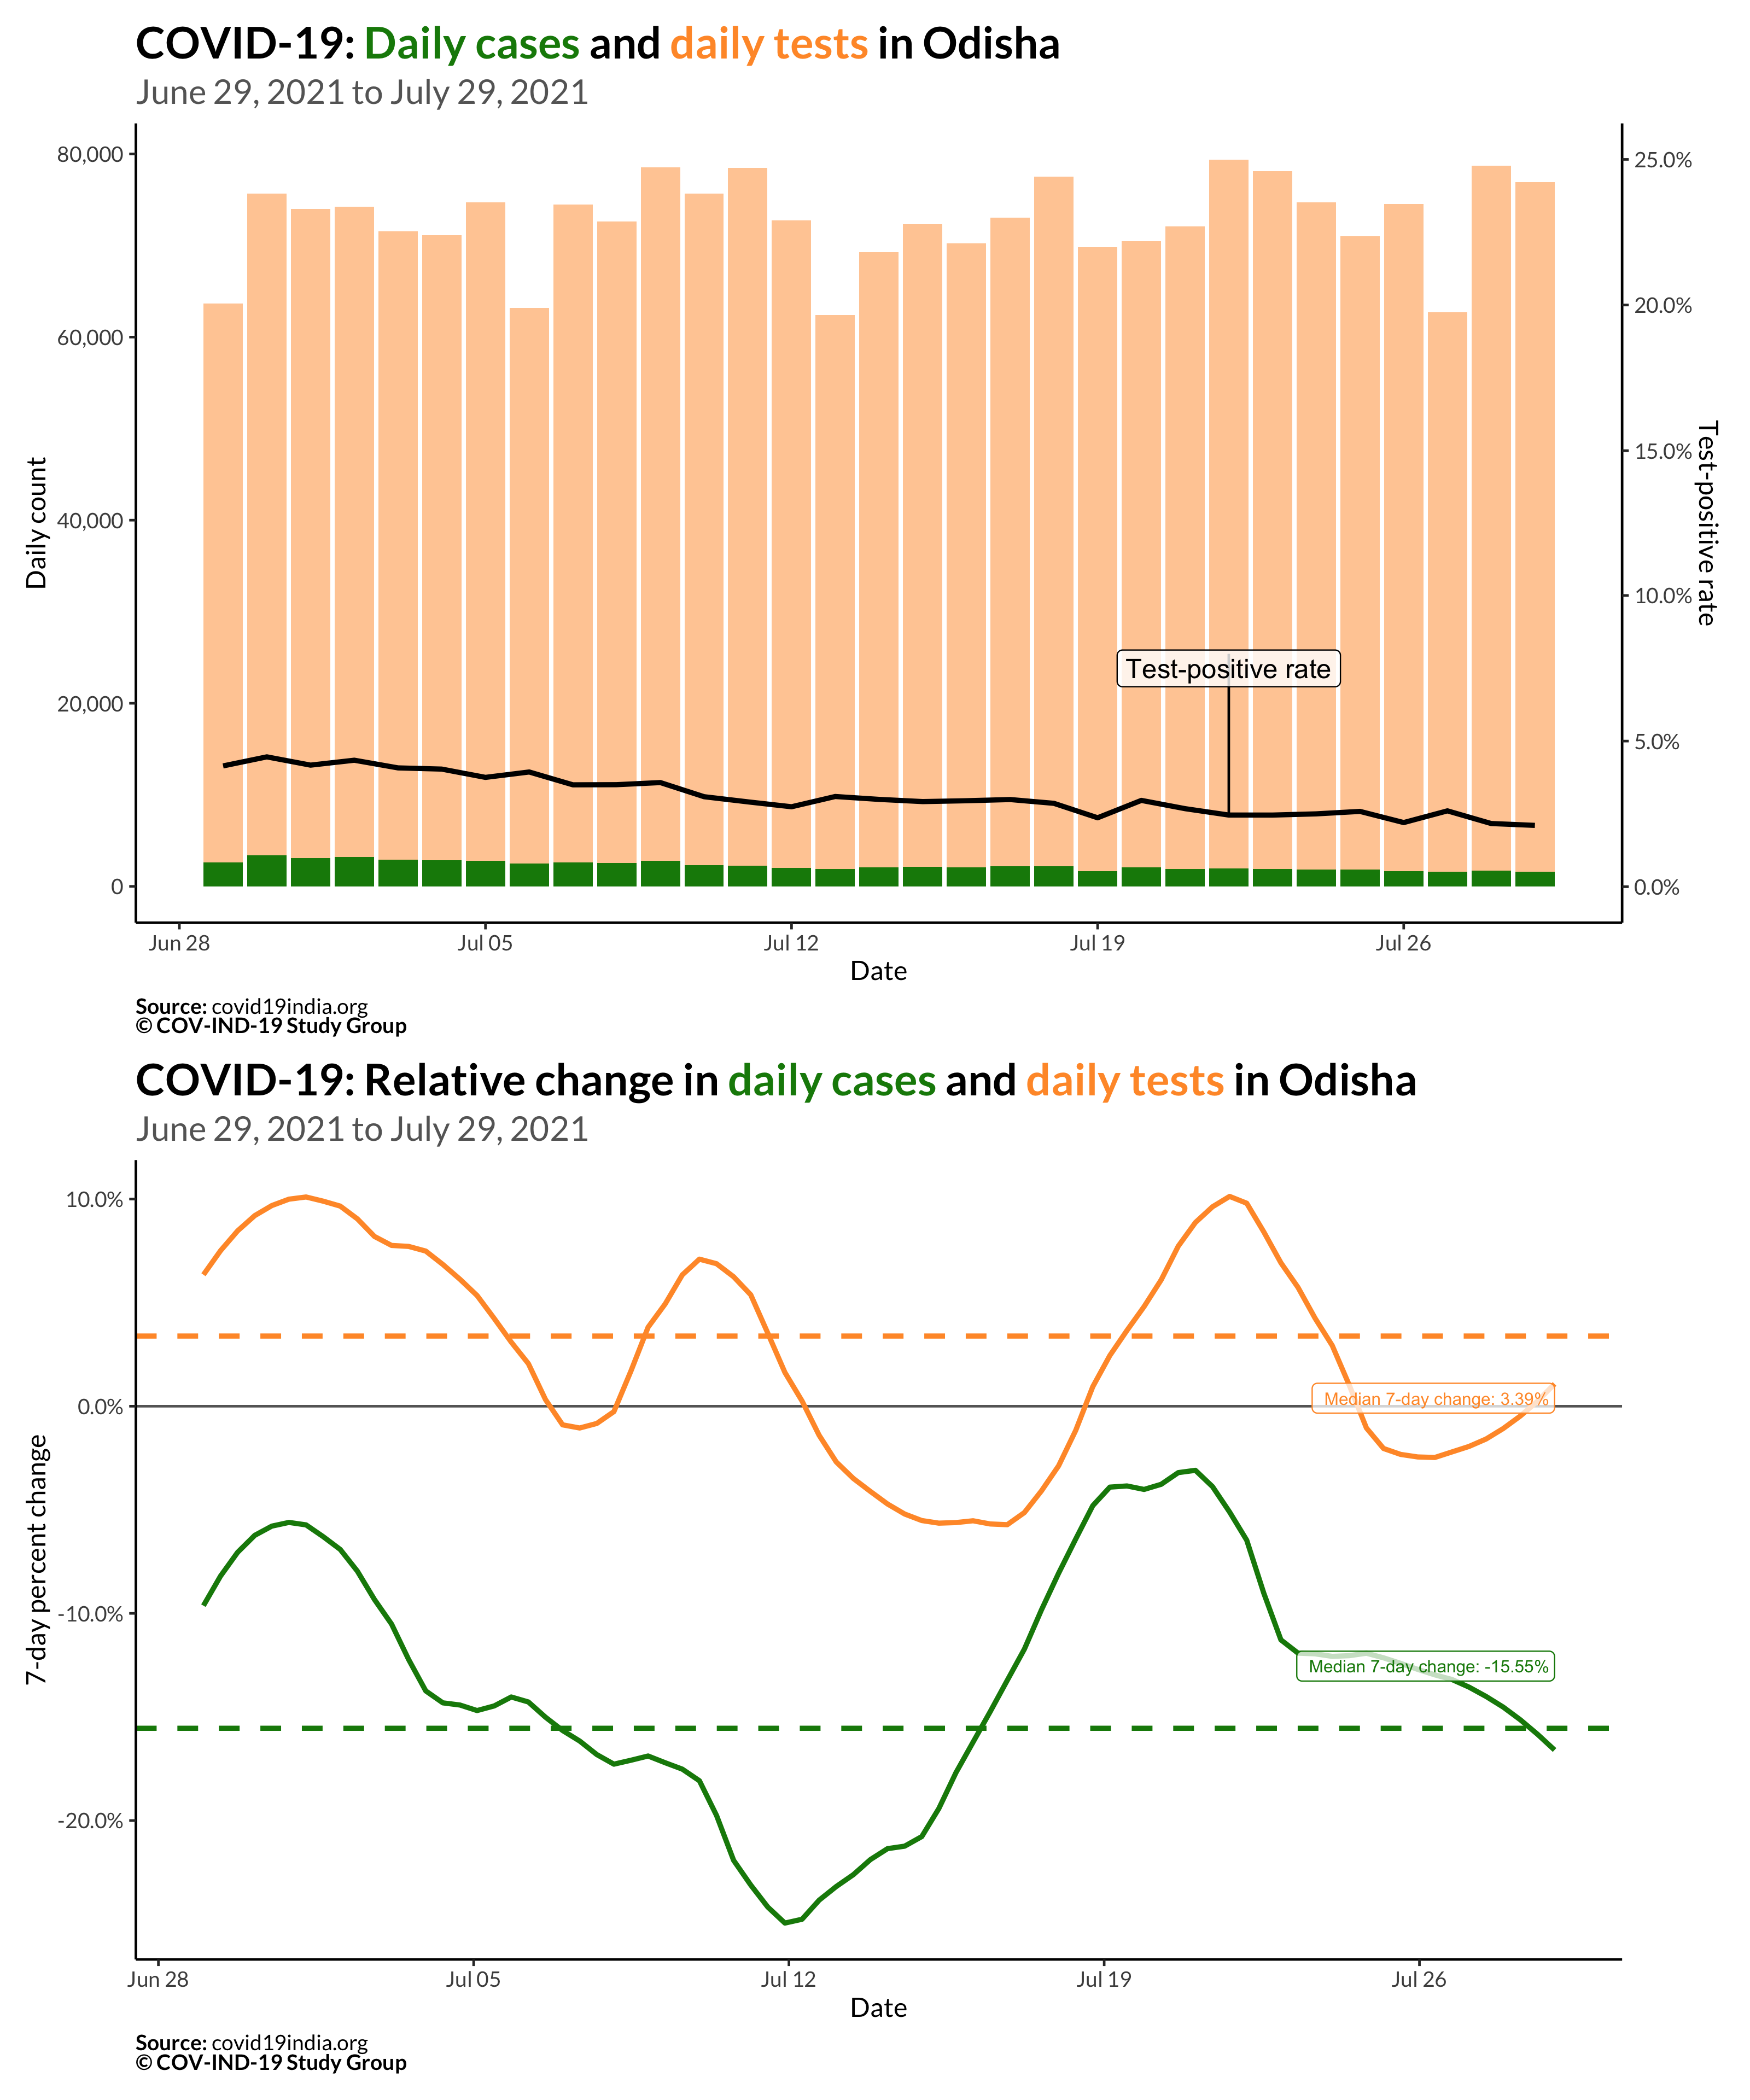 COVID-19: Daily cases and daily tests in Odisha
June 29, 2021 to July 29, 2021
80,000
60,000
40,000
20,000
0
Daily count
25.0%
20.0%
15.0%
10.0%
5.0%
0.0%
Test-positive rate
Test-positive rate
Jun 28
Jul 05
Jul 12
Jul 19
Jul 26
Date
Source: covid19india.org
© COV-IND-19 Study Group
COVID-19: Relative change in daily cases and daily tests in Odisha
June 29, 2021 to July 29, 2021
10.0%
0.0%
-10.0%
-20.0%
7-day percent change
Median 7-day change: 3.39%
Median 7-day change: -15.55%
Jun 28
Jul 05
Jul 12
Jul 19
Jul 26
Date
Source: covid19india.org
© COV-IND-19 Study Group